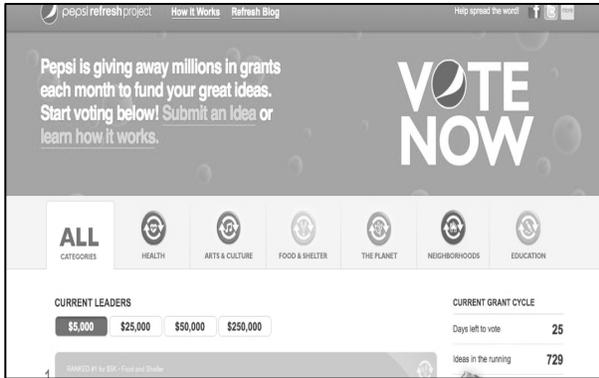 pepsi refresh project How It Works Refresh Blog Help spread the word! f
Pepsi is giving away millions in grants
each month to fund your great ideas.
Start voting below! Submit an Idea or
learn how it works.
VOTE
NOW
ALL
CATEGORIES
HEALTH
ARTS & CULTURE
FOOD & SHELTER
THE PLANET
NEIGHBORHOODS
EDUCATION
CURRENT LEADERS
$5,000 $25,000 $50,000 $250,000
1
RANKED #1 for $5K - Food and Shelter
CURRENT GRANT CYCLE
Days left to vote 25
Ideas in the running 729